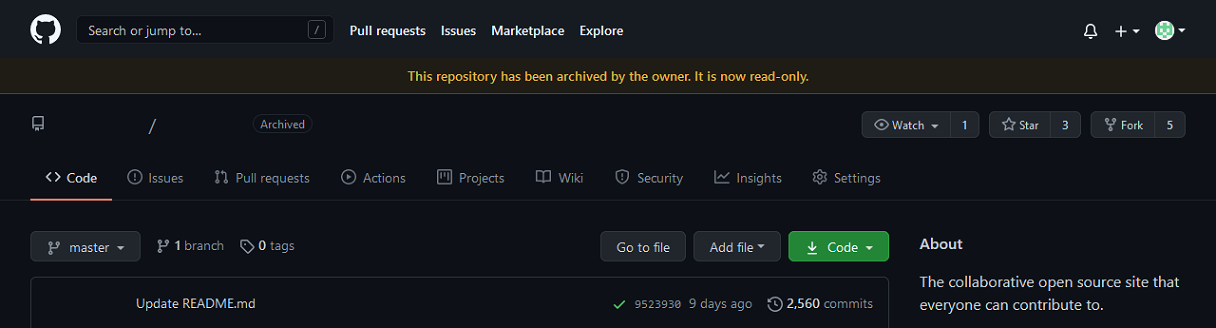 Search or jump to... / Pull requests Issues Marketplace Explore
This repository has been archived by the owner. It is now read-only.
/ Archived Watch 1 Star 3 Fork 5
Code Issues Pull requests Actions Projects Wiki Security Insights Settings
master 1 branch 0 tags Go to file Add file Code
Update README.md 9523930 9 days ago 2,560 commits
About
The collaborative open source site that
everyone can contribute to.